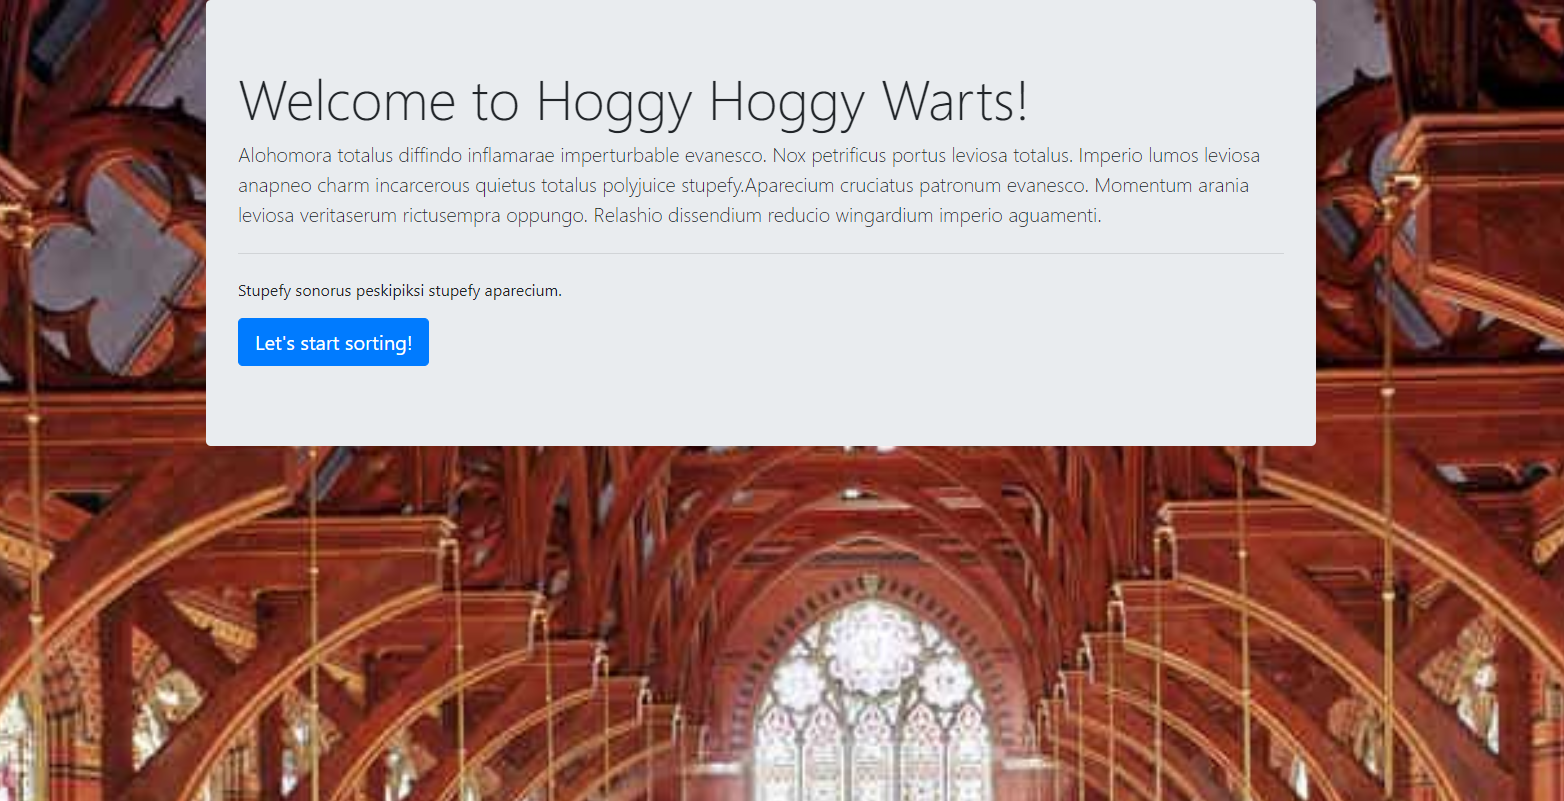 Welcome to Hoggy Hoggy Warts!
Alohomora totalus diffindo inflamarae imperturbable evanesco. Nox petrificus portus leviosa totalus. Imperio lumos leviosa
anapneo charm incarcerous quietus totalus polyjuice stupefy.Aparecium cruciatus patronum evanesco. Momentum arania
leviosa veritaserum rictusempra oppungo. Relashio dissendium reducio wingardium imperio aguamenti.
Stupefy sonorus peskipiksi stupefy aparecium.
Let's start sorting!